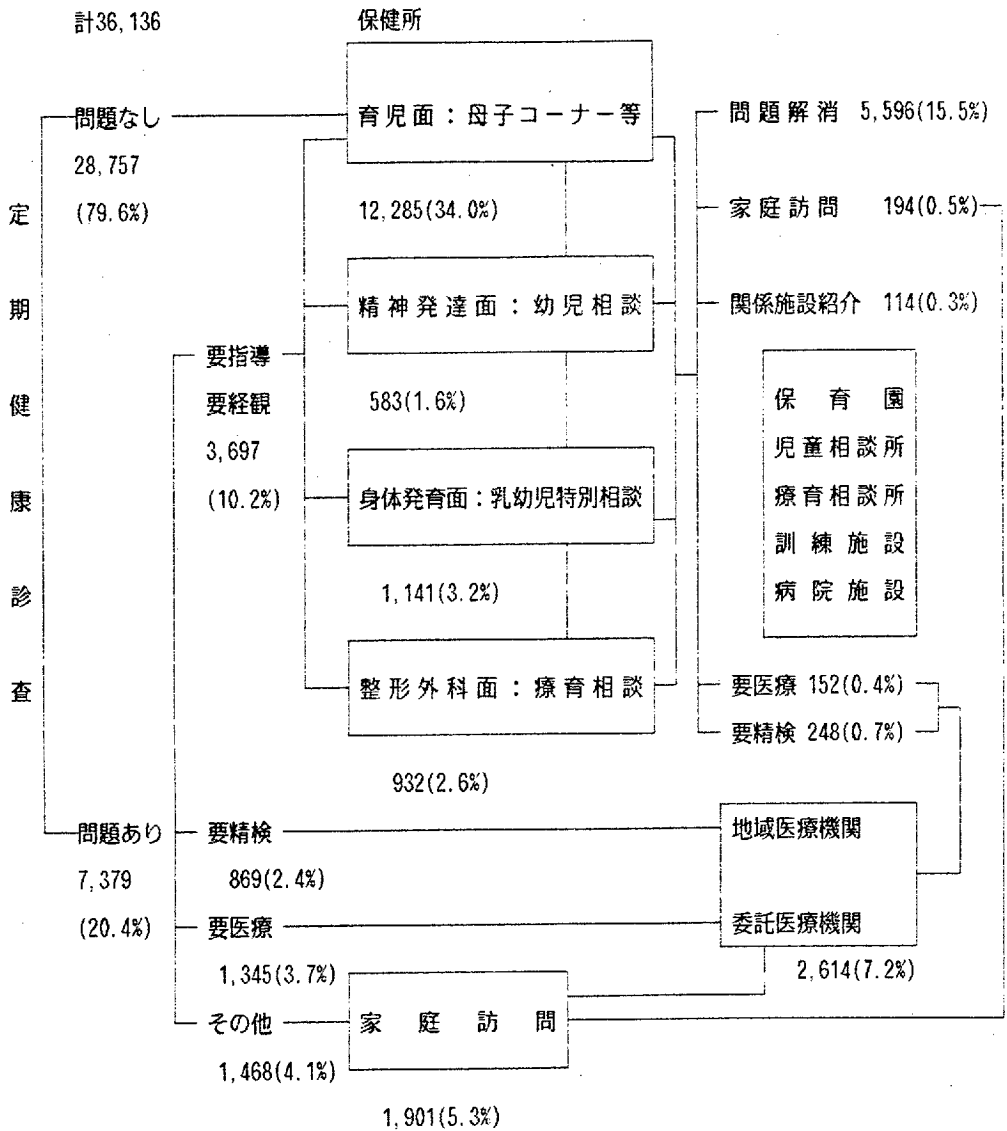 計36,136
保健所
定期健康診査
問題なし
28,757
(79.6%)
育児面：母子コーナー等
12,285(34.0%)
精神発達面：幼児相談
583(1.6%)
要指導
要経観
3,697
(10.2%)
身体発育面：乳幼児特別相談
1,141(3.2%)
整形外科面：療育相談
932(2.6%)
問題解消 5,596(15.5%)
家庭訪問 194(0.5%)
関係施設紹介 114(0.3%)
保育園
児童相談所
療育相談所
訓練施設
病院施設
要医療 152(0.4%)
要精検 248(0.7%)
問題あり
7,379
(20.4%)
要精検
869(2.4%)
要医療
1,345(3.7%)
その他
1,468(4.1%)
地域医療機関
委託医療機関
2,614(7.2%)
家庭訪問
1,901(5.3%)